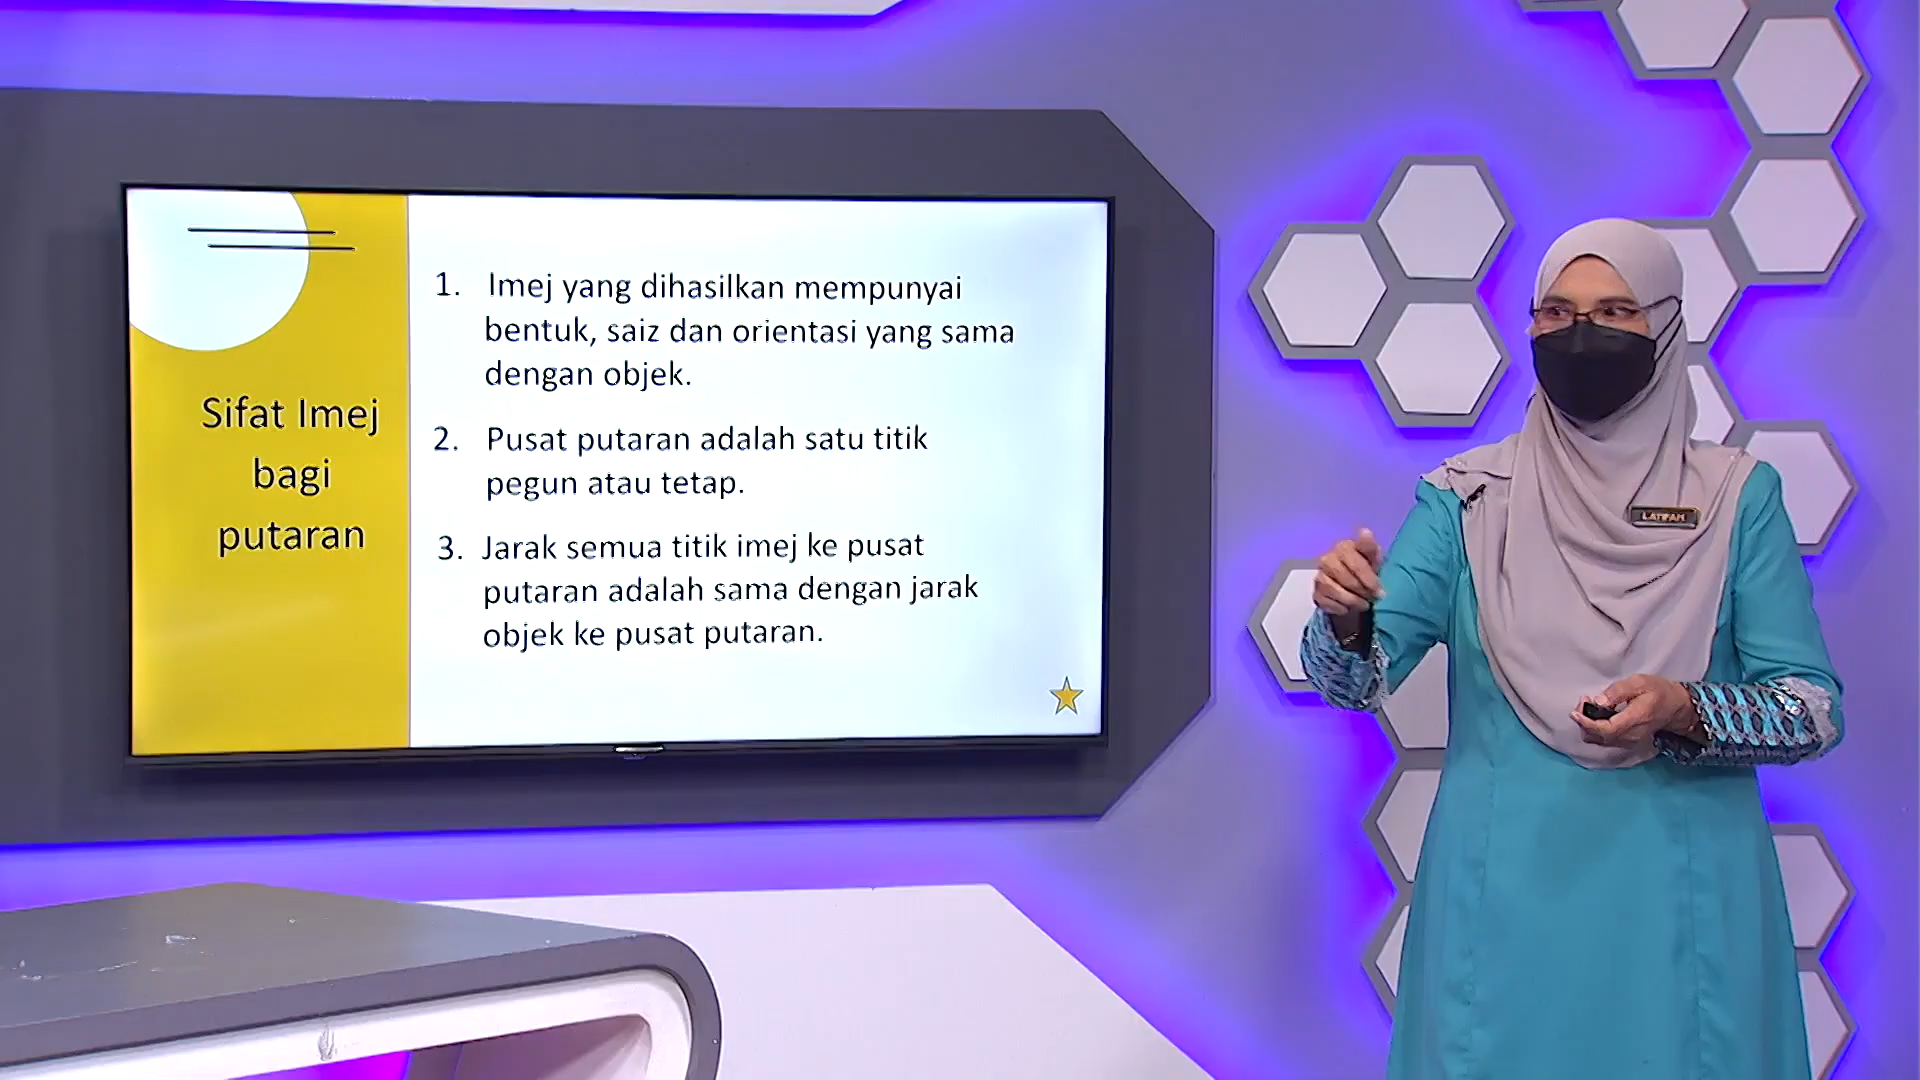 Sifat Imej
bagi
putaran
1. Imej yang dihasilkan mempunyai
bentuk, saiz dan orientasi yang sama
dengan objek.
2. Pusat putaran adalah satu titik
pegun atau tetap.
3. Jarak semua titik imej ke pusat
putaran adalah sama dengan jarak
objek ke pusat putaran.
LATIFAH